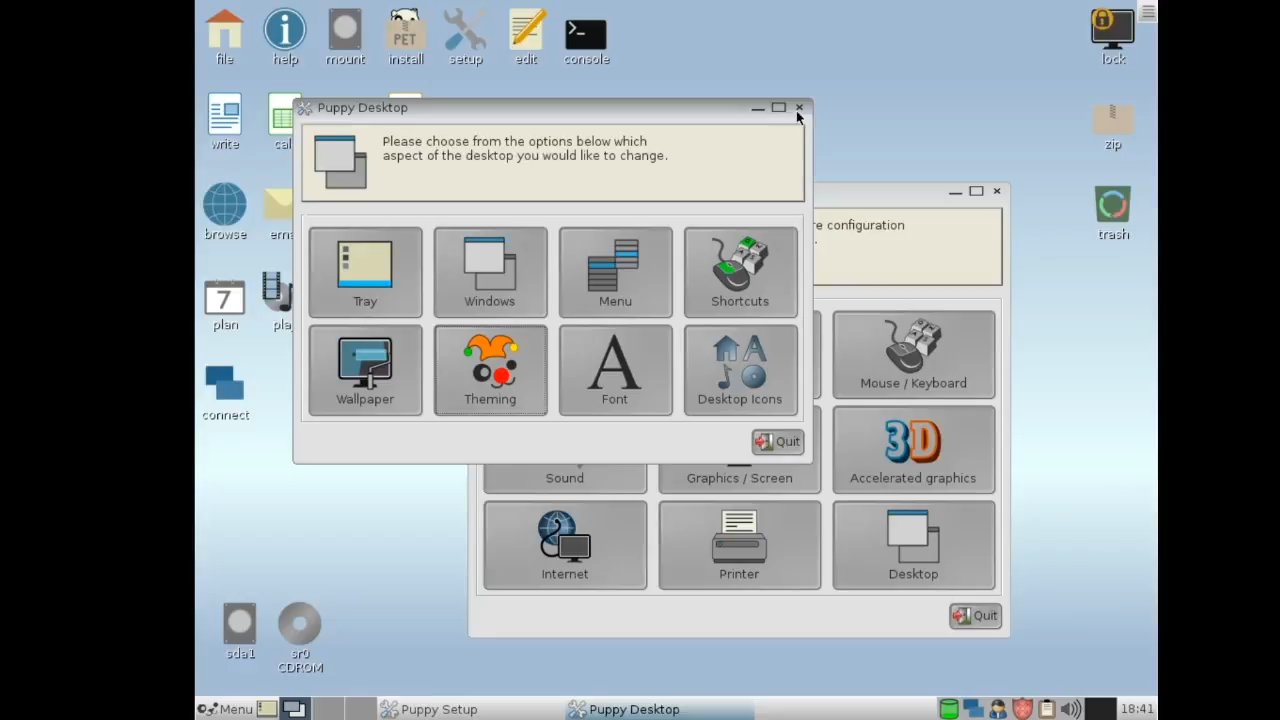 file
help
mount
PET
install
setup
edit
console
lock
write
zip
browse
trash
7
plan
connect
Puppy Desktop
Please choose from the options below which
aspect of the desktop you would like to change.
Tray
Windows
Menu
Shortcuts
Wallpaper
Theming
Font
Desktop Icons
Quit
configuration
Mouse / Keyboard
Sound
Graphics / Screen
3D
Accelerated graphics
Internet
Printer
Desktop
Quit
sda1
sr0
CDROM
Menu
Puppy Setup
Puppy Desktop
18:41